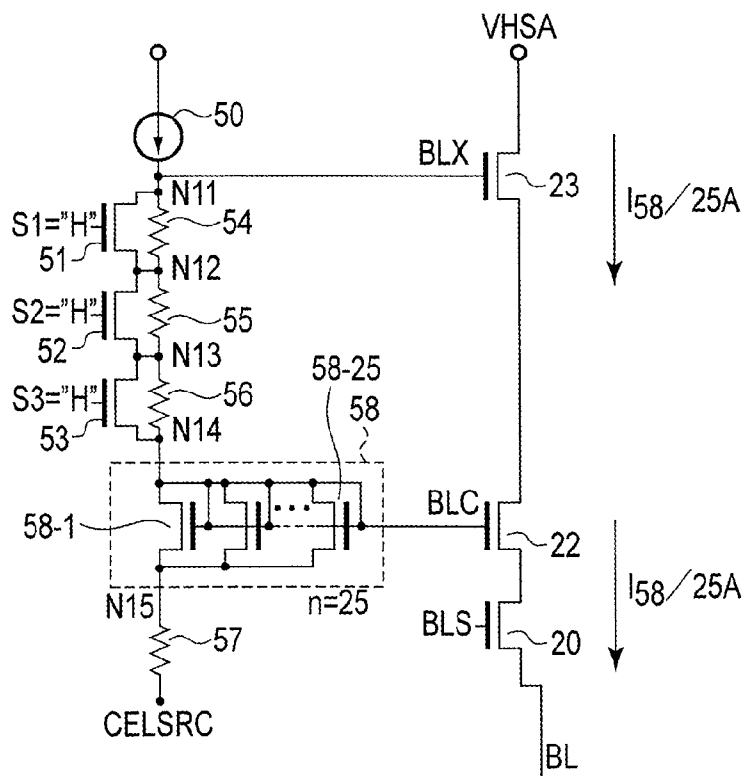 VHSA
50
BLX
23
I58/25A
N11
S1="H"
51
54
N12
S2="H"
52
55
N13
58-25
S3="H"
53
56
58
N14
58-1
BLC
22
I58/25A
N15
n=25
BLS
20
57
CELSRC
BL